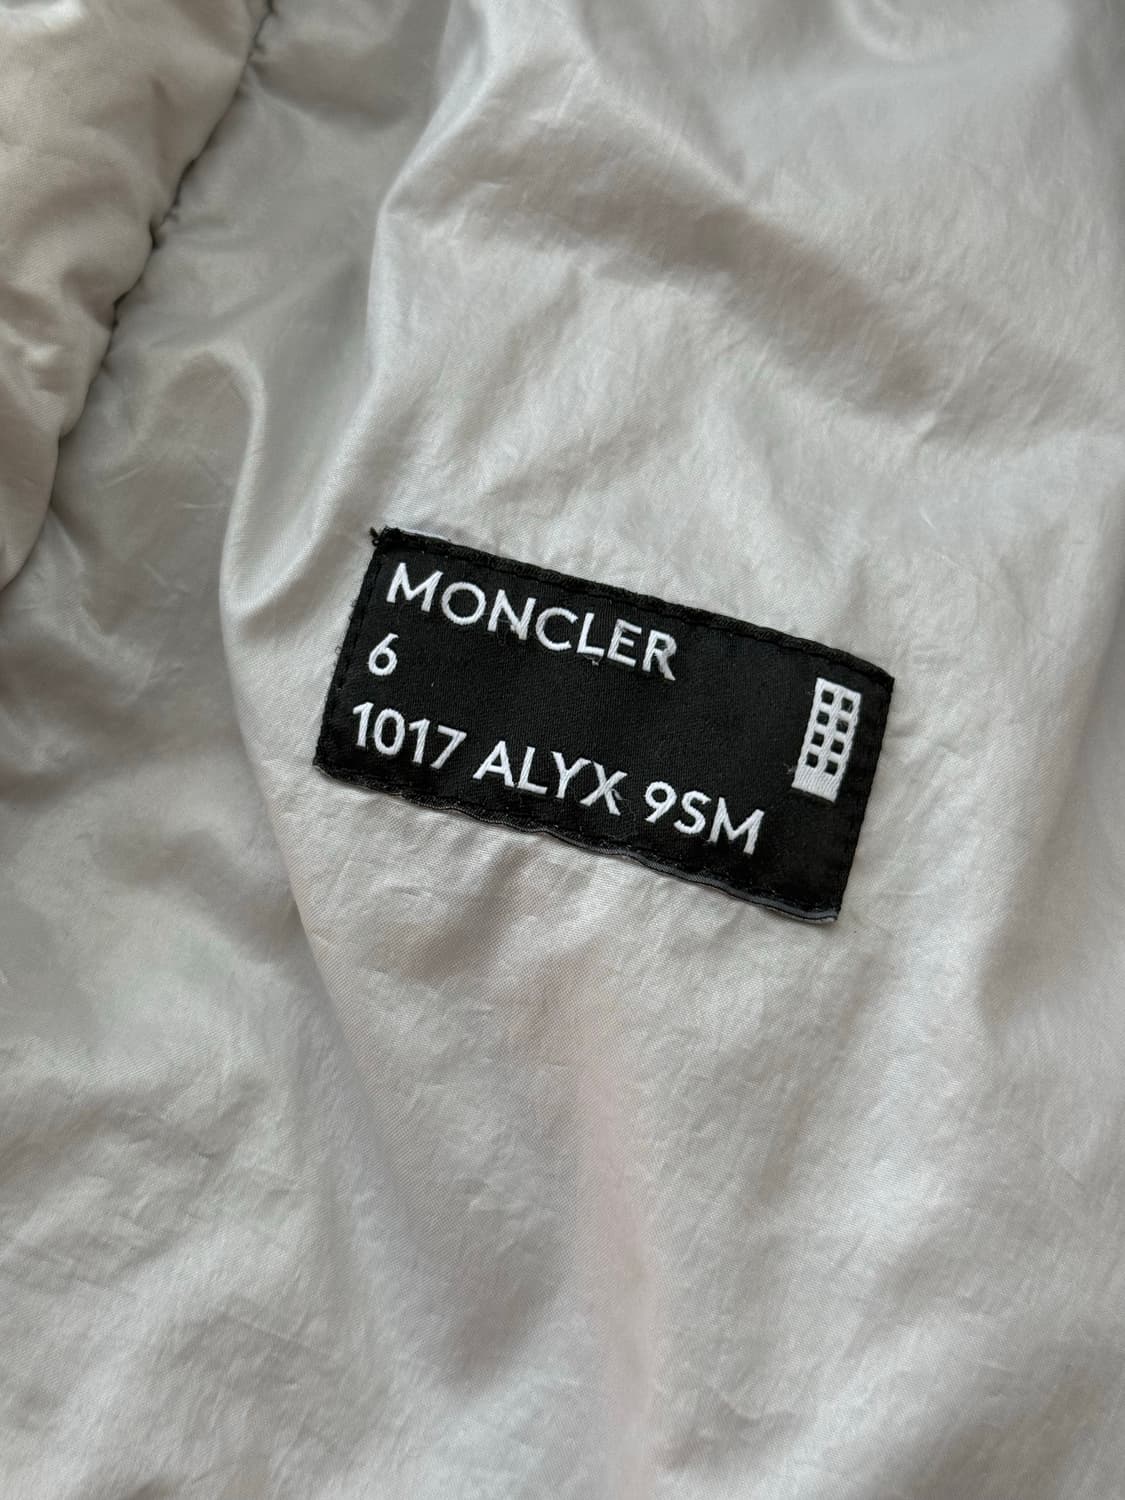 MONCLER
6
1017 ALYX 9SM